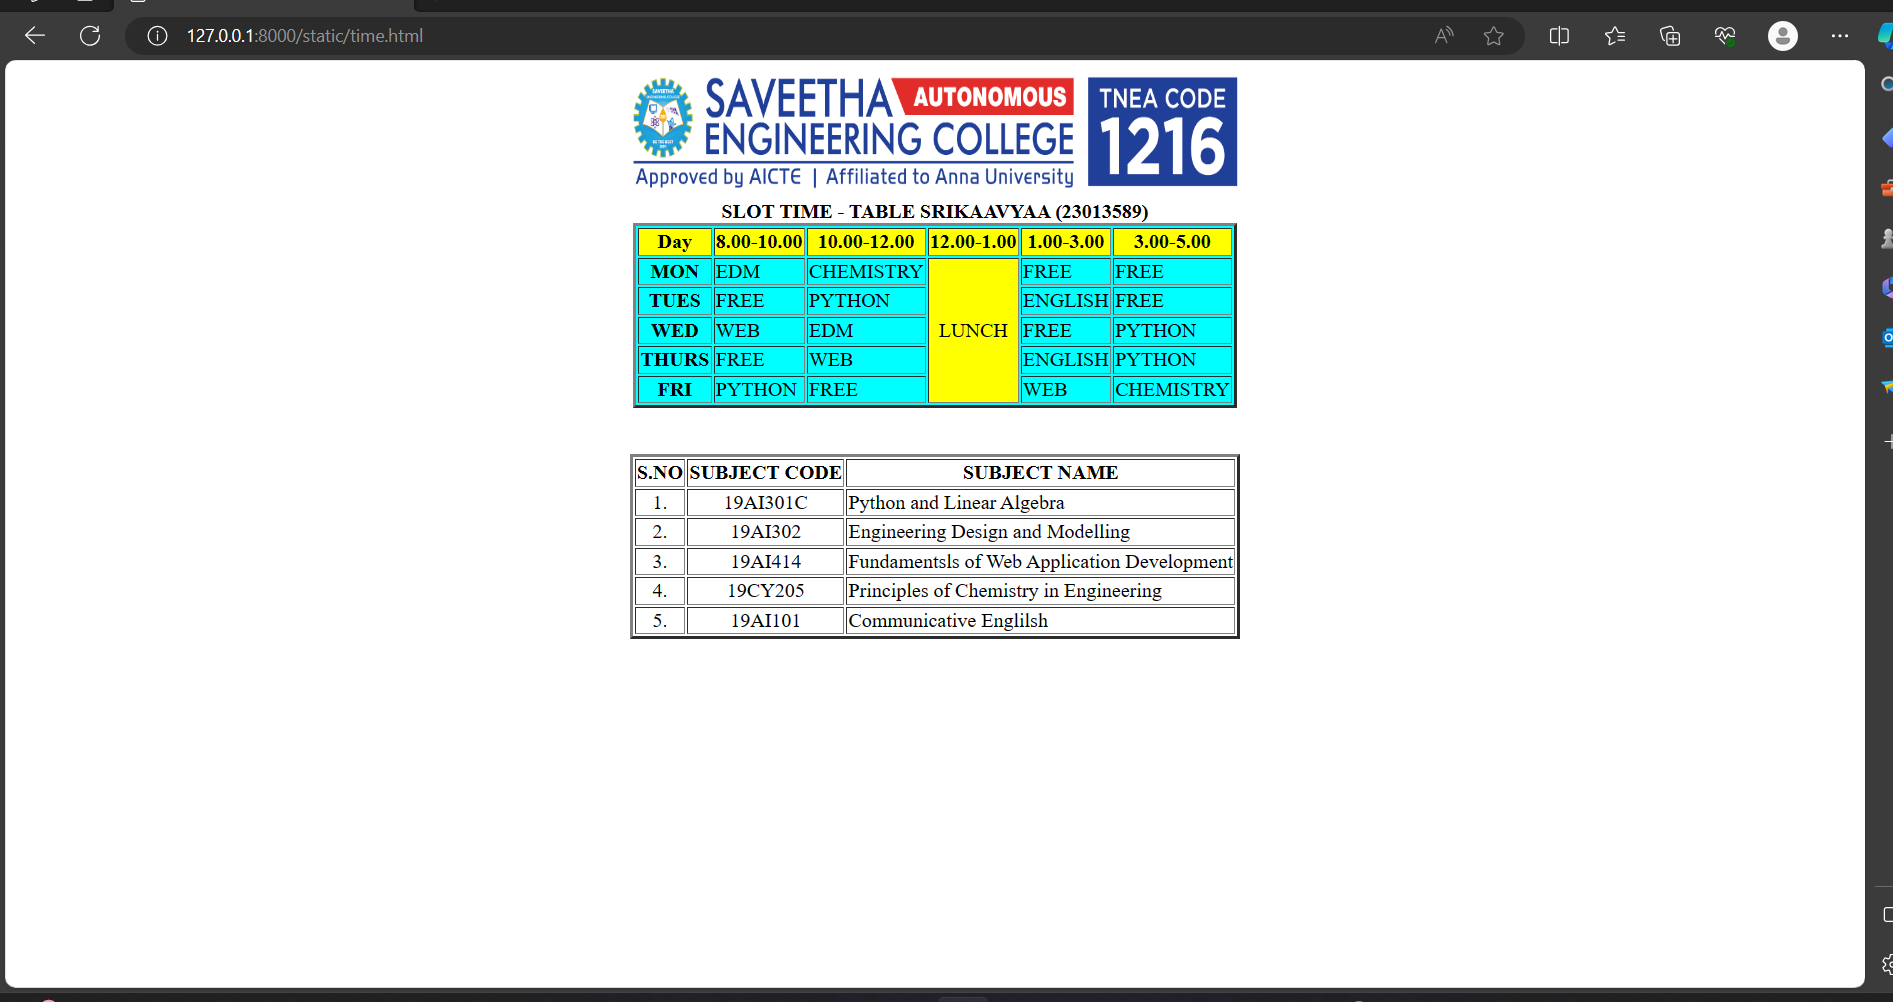 127.0.0.1:8000/static/time.html
SAVEETHA AUTONOMOUS
ENGINEERING COLLEGE
Approved by AICTE | Affiliated to Anna University
TNEA CODE
1216
SLOT TIME - TABLE SRIKAAVYAA (23013589)
Day 8.00-10.00 10.00-12.00 12.00-1.00 1.00-3.00 3.00-5.00
MON EDM CHEMISTRY FREE FREE
TUES FREE PYTHON ENGLISH FREE
WED WEB EDM LUNCH FREE PYTHON
THURS FREE WEB ENGLISH PYTHON
FRI PYTHON FREE WEB CHEMISTRY
S.NO SUBJECT CODE SUBJECT NAME
1. 19AI301C Python and Linear Algebra
2. 19AI302 Engineering Design and Modelling
3. 19AI414 Fundamentsls of Web Application Development
4. 19CY205 Principles of Chemistry in Engineering
5. 19AI101 Communicative Englilsh